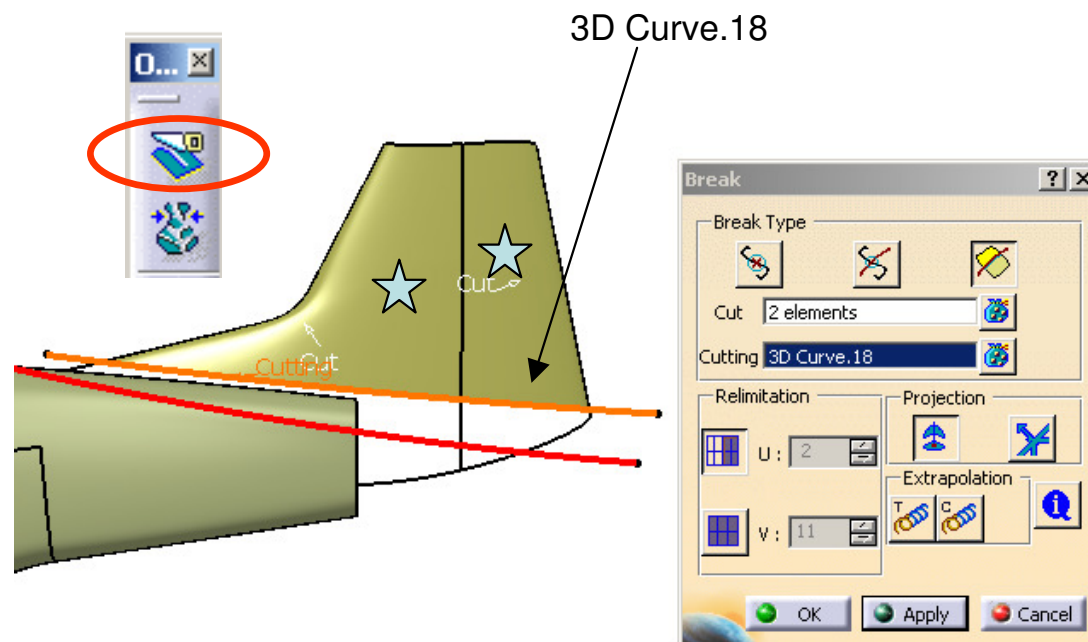 3D Curve.18
O...
Cut
Cut
Cutting
Break
Break Type
Cut 2 elements
Cutting 3D Curve.18
Relimitation
U : 2
V : 11
Projection
Extrapolation
T C
OK Apply Cancel